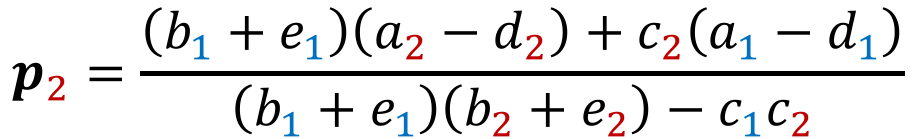 p₂ = ((b₁ + e₁)(a₂ − d₂) + c₂(a₁ − d₁)) / ((b₁ + e₁)(b₂ + e₂) − c₁c₂)